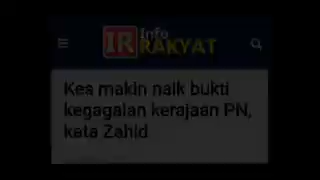 IR Info
RAKYAT
Kes makin naik bukti
kegagalan kerajaan PN,
kata Zahid